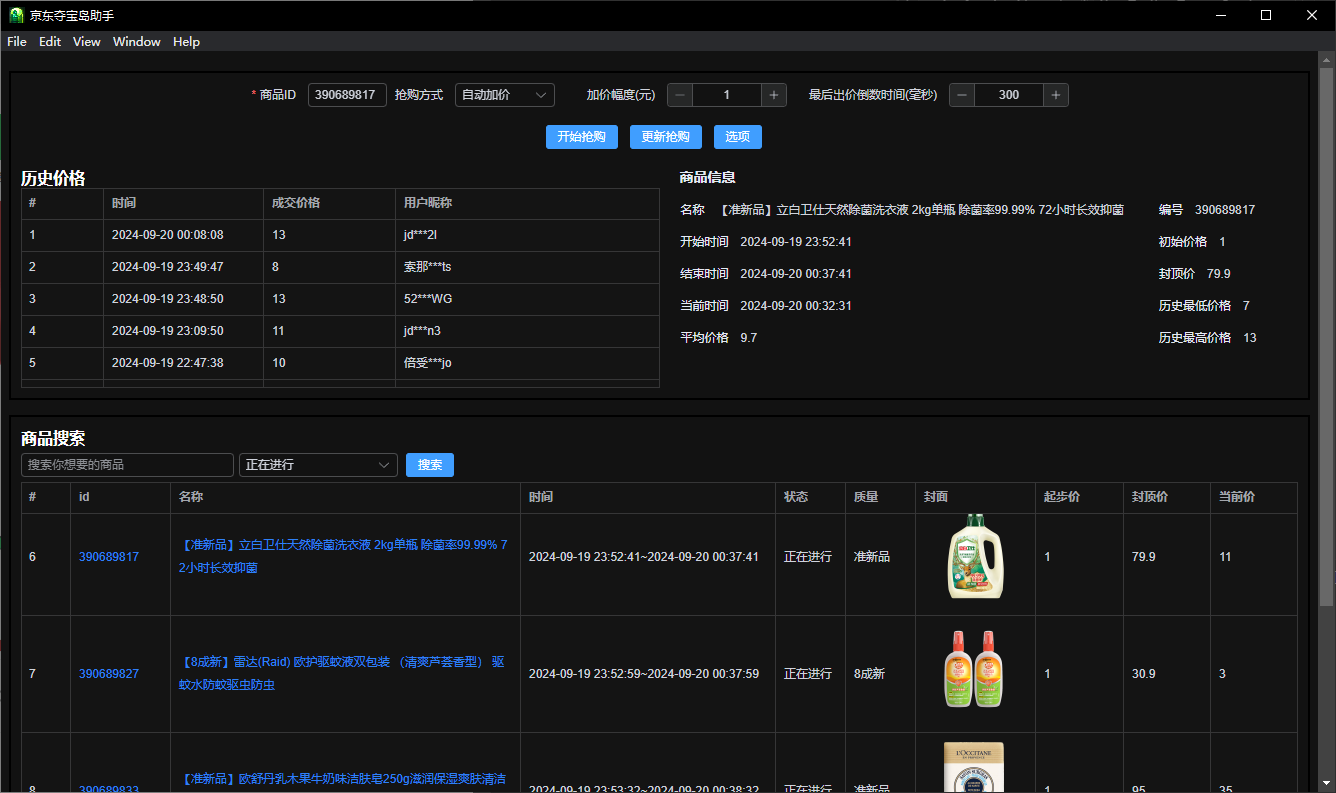 京东夺宝岛助手
File Edit View Window Help
* 商品ID 390689817 抢购方式 自动加价 加价幅度(元) 1 最后出价倒数时间(毫秒) 300
开始抢购 更新抢购 选项
历史价格
# 时间 成交价格 用户昵称
1 2024-09-20 00:08:08 13 jd***2l
2 2024-09-19 23:49:47 8 索那***ts
3 2024-09-19 23:48:50 13 52***WG
4 2024-09-19 23:09:50 11 jd***n3
5 2024-09-19 22:47:38 10 倍受***jo
商品信息
名称 【准新品】立白卫仕天然除菌洗衣液 2kg单瓶 除菌率99.99% 72小时长效抑菌 编号 390689817
开始时间 2024-09-19 23:52:41 初始价格 1
结束时间 2024-09-20 00:37:41 封顶价 79.9
当前时间 2024-09-20 00:32:31 历史最低价格 7
平均价格 9.7 历史最高价格 13
商品搜索
搜索你想要的商品 正在进行 搜索
# id 名称 时间 状态 质量 封面 起步价 封顶价 当前价
6 390689817 【准新品】立白卫仕天然除菌洗衣液 2kg单瓶 除菌率99.99% 7
2小时长效抑菌 2024-09-19 23:52:41~2024-09-20 00:37:41 正在进行 准新品 1 79.9 11
7 390689827 【8成新】雷达(Raid) 欧护驱蚊液双包装 （清爽芦荟香型） 驱
蚊水防蚊驱虫防虫 2024-09-19 23:52:59~2024-09-20 00:37:59 正在进行 8成新 1 30.9 3
【准新品】欧舒丹乳木果牛奶味洁肤皂250g滋润保湿爽肤清洁
L'OCCITANE
8 390689833 2024-09-19 23:53:32~2024-09-20 00:38:32 正在进行 准新品 1 95 35